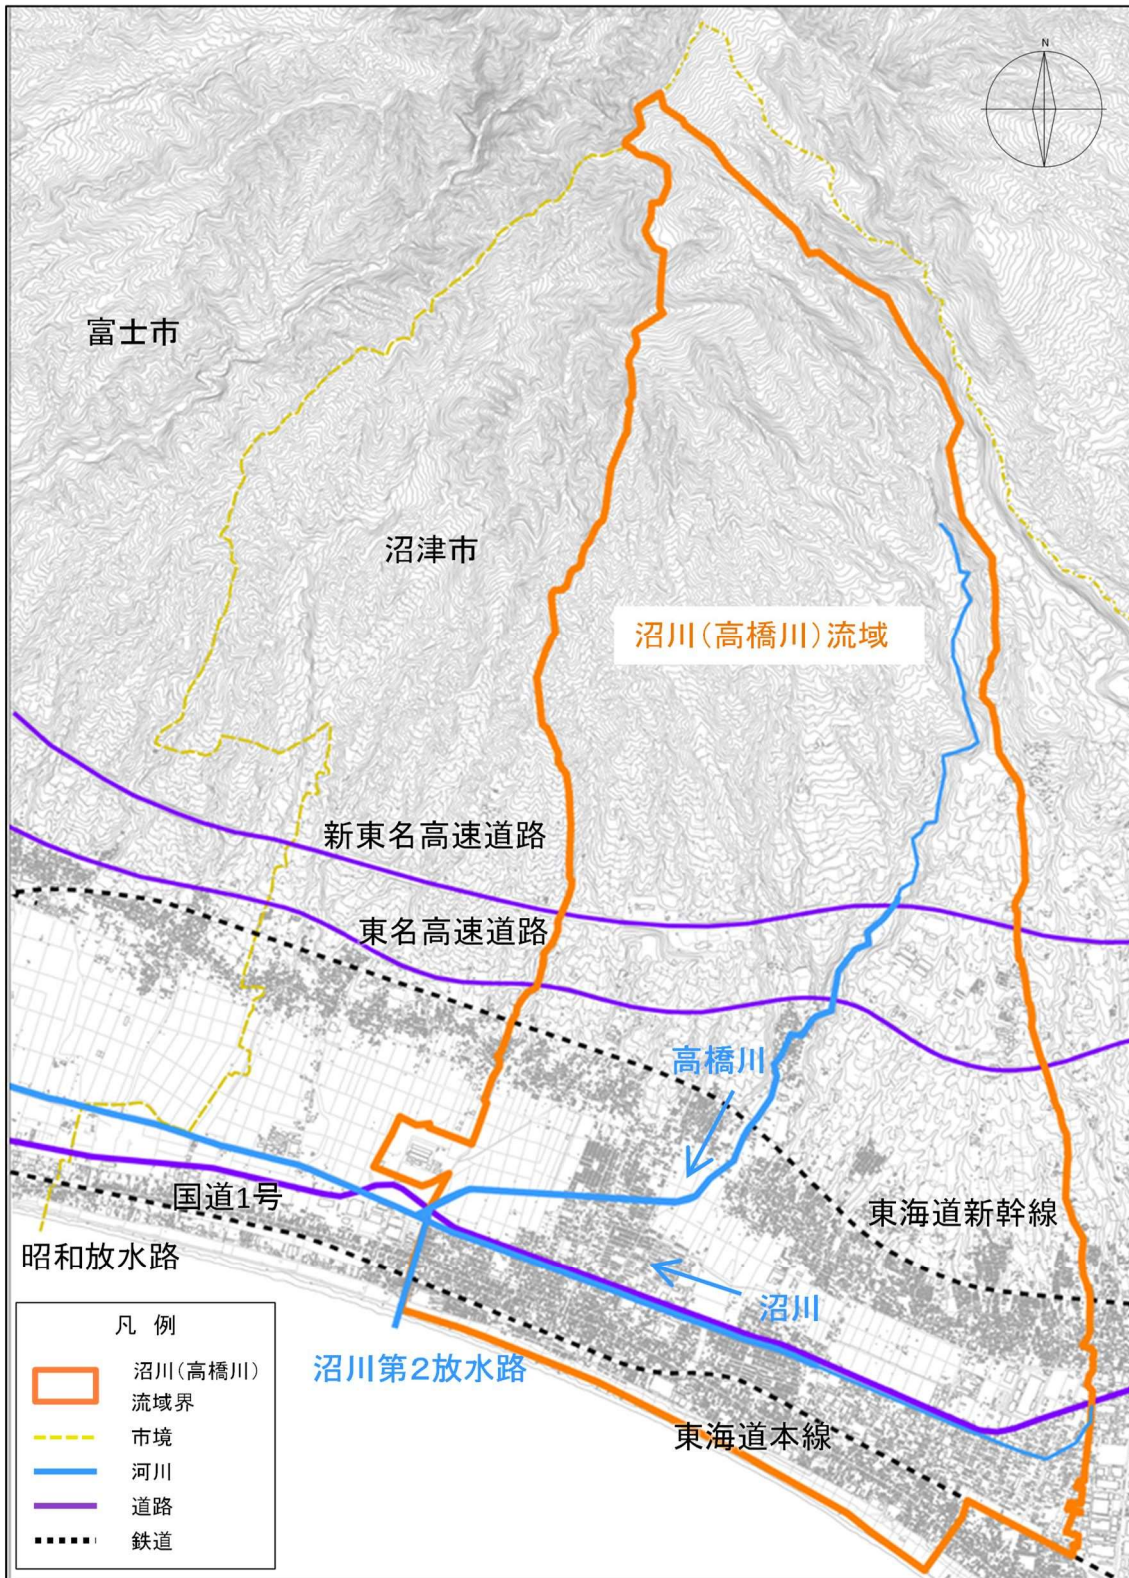 N
富士市
沼津市
沼川(高橋川)流域
新東名高速道路
東名高速道路
高橋川
国道1号
東海道新幹線
昭和放水路
沼川
沼川第2放水路
東海道本線
凡 例
沼川(高橋川)
流域界
市境
河川
道路
鉄道